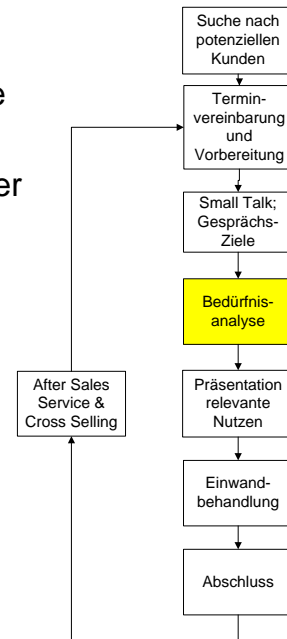 Suche nach
potenziellen
Kunden
Termin-
vereinbarung
und
Vorbereitung
Small Talk;
Gesprächs-
Ziele
Bedürfnis-
analyse
Präsentation
relevante
Nutzen
Einwand-
behandlung
Abschluss
After Sales
Service &
Cross Selling
e
er